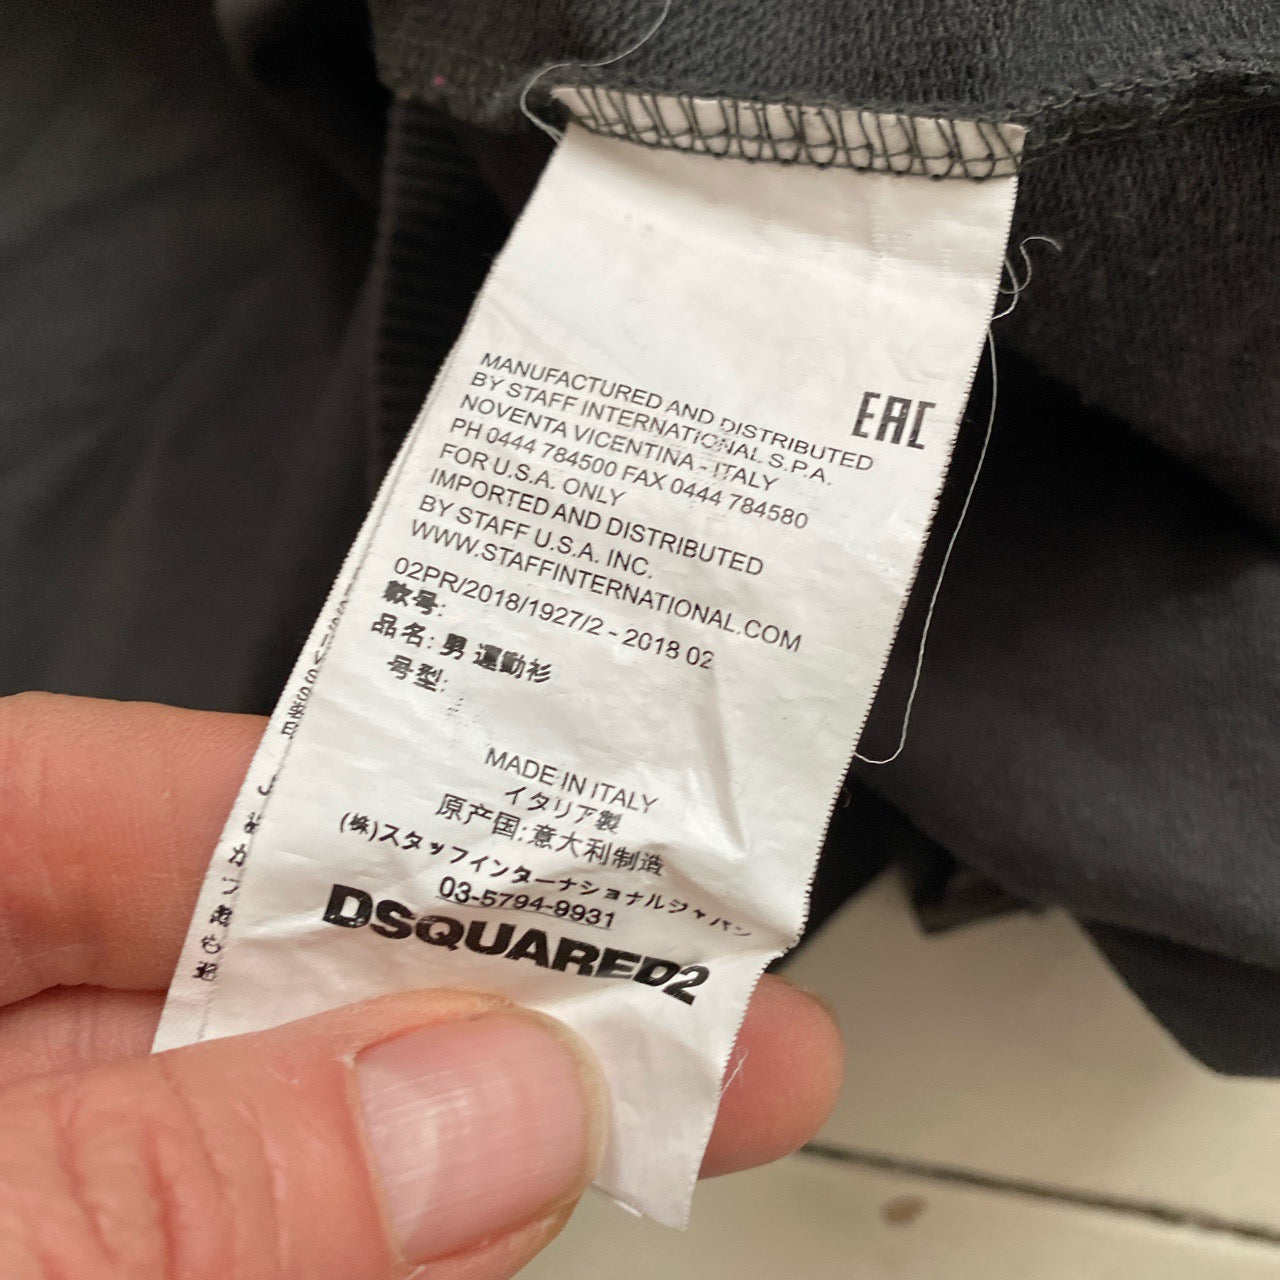 EAC
MANUFACTURED AND DISTRIBUTED
BY STAFF INTERNATIONAL S.P.A.
NOVENTA VICENTINA - ITALY
PH 0444 784500 FAX 0444 784580
FOR U.S.A. ONLY
IMPORTED AND DISTRIBUTED
BY STAFF U.S.A. INC.
WWW.STAFFINTERNATIONAL.COM
02PR/2018/1927/2 - 2018 02
款号:
品名: 男 運動衫
号型:
MADE IN ITALY
イタリア製
原产国: 意大利制造
(株)スタッフインターナショナルジャパン
03-5794-9931
DSQUARED2